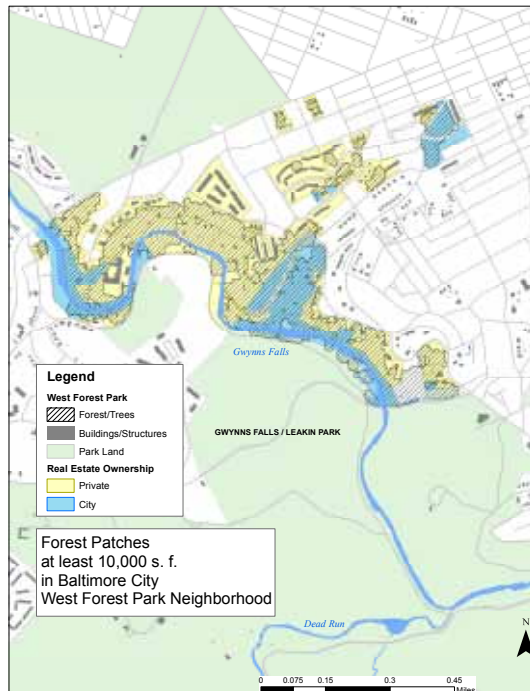 Gwynns Falls
Legend
West Forest Park
Forest/Trees
Buildings/Structures
Park Land
Real Estate Ownership
Private
City
GWYNNS FALLS / LEAKIN PARK
Forest Patches
at least 10,000 s. f.
in Baltimore City
West Forest Park Neighborhood
Dead Run
N
0 0.075 0.15 0.3 0.45
Miles